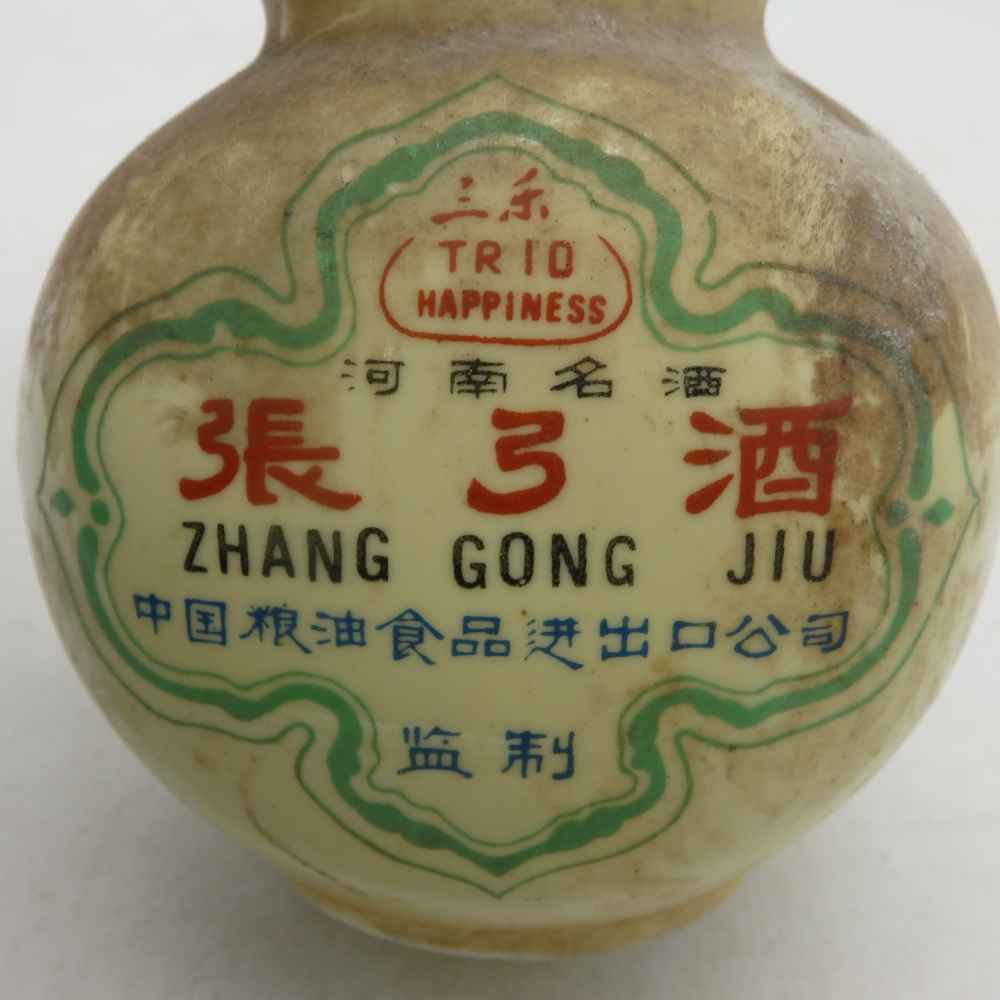 三乐
TRIO
HAPPINESS
河南名酒
張弓酒
ZHANG GONG JIU
中国粮油食品进出口公司
监制